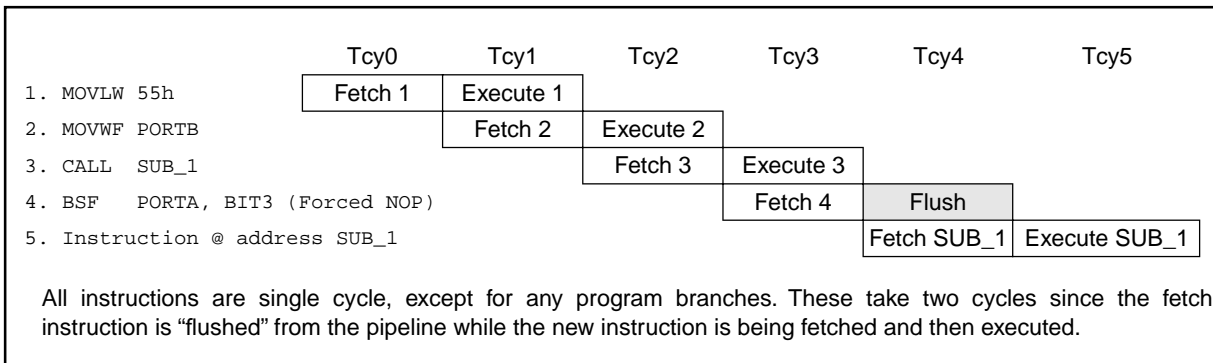 Tcy0 Tcy1 Tcy2 Tcy3 Tcy4 Tcy5
1. MOVLW 55h Fetch 1 Execute 1
2. MOVWF PORTB Fetch 2 Execute 2
3. CALL SUB_1 Fetch 3 Execute 3
4. BSF PORTA, BIT3 (Forced NOP) Fetch 4 Flush
5. Instruction @ address SUB_1 Fetch SUB_1 Execute SUB_1
All instructions are single cycle, except for any program branches. These take two cycles since the fetch
instruction is “flushed” from the pipeline while the new instruction is being fetched and then executed.